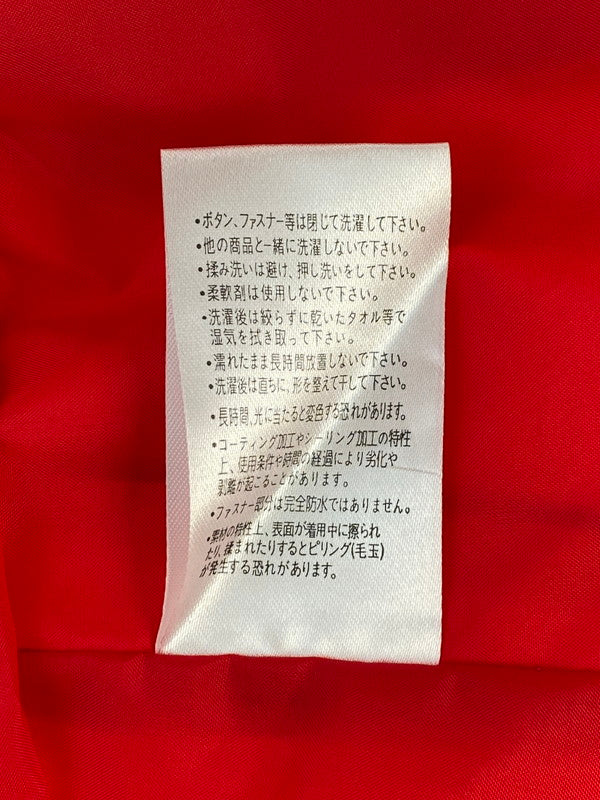 •ボタン、ファスナー等は閉じて洗濯して下さい。
•他の商品と一緒に洗濯しないで下さい。
•揉み洗いは避け、押し洗いをして下さい。
•柔軟剤は使用しないで下さい。
•洗濯後は絞らずに乾いたタオル等で
湿気を拭き取って下さい。
•濡れたまま長時間放置しないで下さい。
•洗濯後は直ちに、形を整えて干して下さい。
•長時間、光に当たると変色する恐れがあります。
•コーティング加工やシーリング加工の特性
上、使用条件や時間の経過により劣化や
剥離が起こることがあります。
•ファスナー部分は完全防水ではありません。
•素材の特性上、表面が着用中に擦られ
たり、揉まれたりするとピリング(毛玉)
が発生する恐れがあります。